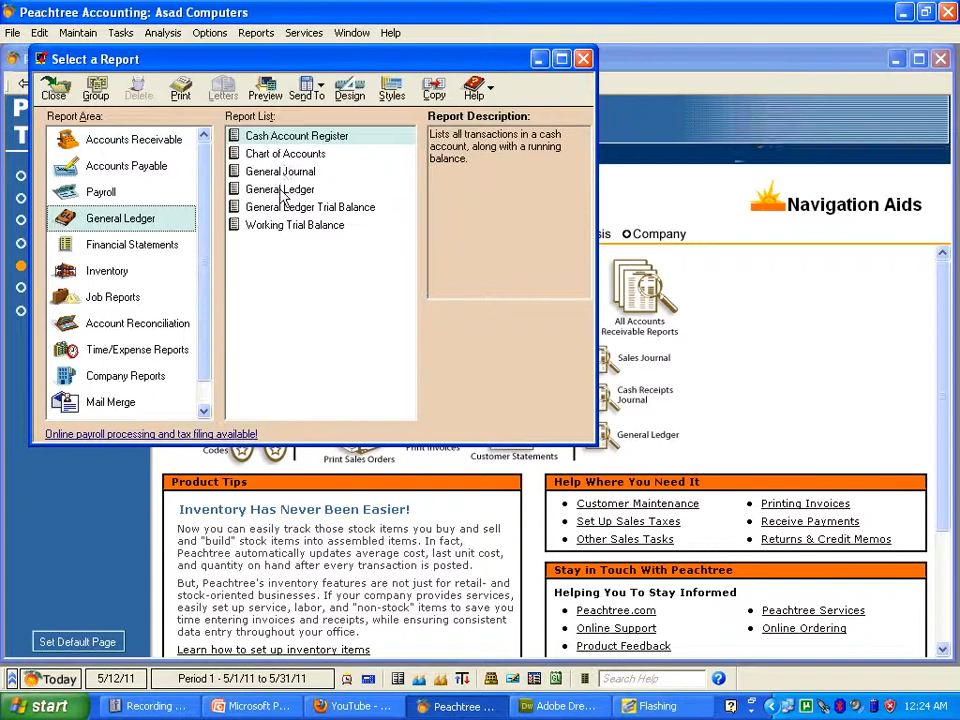 Peachtree Accounting: Asad Computers
File Edit Maintain Tasks Analysis Options Reports Services Window Help
Select a Report
Close Group Delete Print Letters Preview Send To Design Styles Copy Help
Report Area:
Accounts Receivable
Accounts Payable
Payroll
General Ledger
Financial Statements
Inventory
Job Reports
Account Reconciliation
Time/Expense Reports
Company Reports
Mail Merge
Report List:
Cash Account Register
Chart of Accounts
General Journal
General Ledger
General Ledger Trial Balance
Working Trial Balance
Report Description:
Lists all transactions in a cash
account, along with a running
balance.
Online payroll processing and tax filing available!
P
T
Navigation Aids
sis Company
All Accounts
Receivable Reports
Sales Journal
Cash Receipts
Journal
General Ledger
Codes
Print Sales Orders
Print Invoices
Customer Statements
Product Tips
Inventory Has Never Been Easier!
Now you can easily track those stock items you buy and sell
and "build" stock items into assembled items. In fact,
Peachtree automatically updates average cost, last unit cost,
and quantity on hand after every transaction is posted.
But, Peachtree's inventory features are not just for retail- and
stock-oriented businesses. If your company provides services,
easily set up service, labor, and "non-stock" items to save you
time entering invoices and receipts, while ensuring consistent
data entry throughout your office.
Learn how to set up inventory items
Help Where You Need It
Customer Maintenance
Set Up Sales Taxes
Other Sales Tasks
Printing Invoices
Receive Payments
Returns & Credit Memos
Stay in Touch With Peachtree
Helping You To Stay Informed
Peachtree.com
Online Support
Product Feedback
Peachtree Services
Online Ordering
Set Default Page
Today 5/12/11 Period 1 - 5/1/11 to 5/31/11 Search Help
start Recording ... Microsoft P... YouTube - ... Peachtree ... Adobe Dre... Flashing 12:24 AM